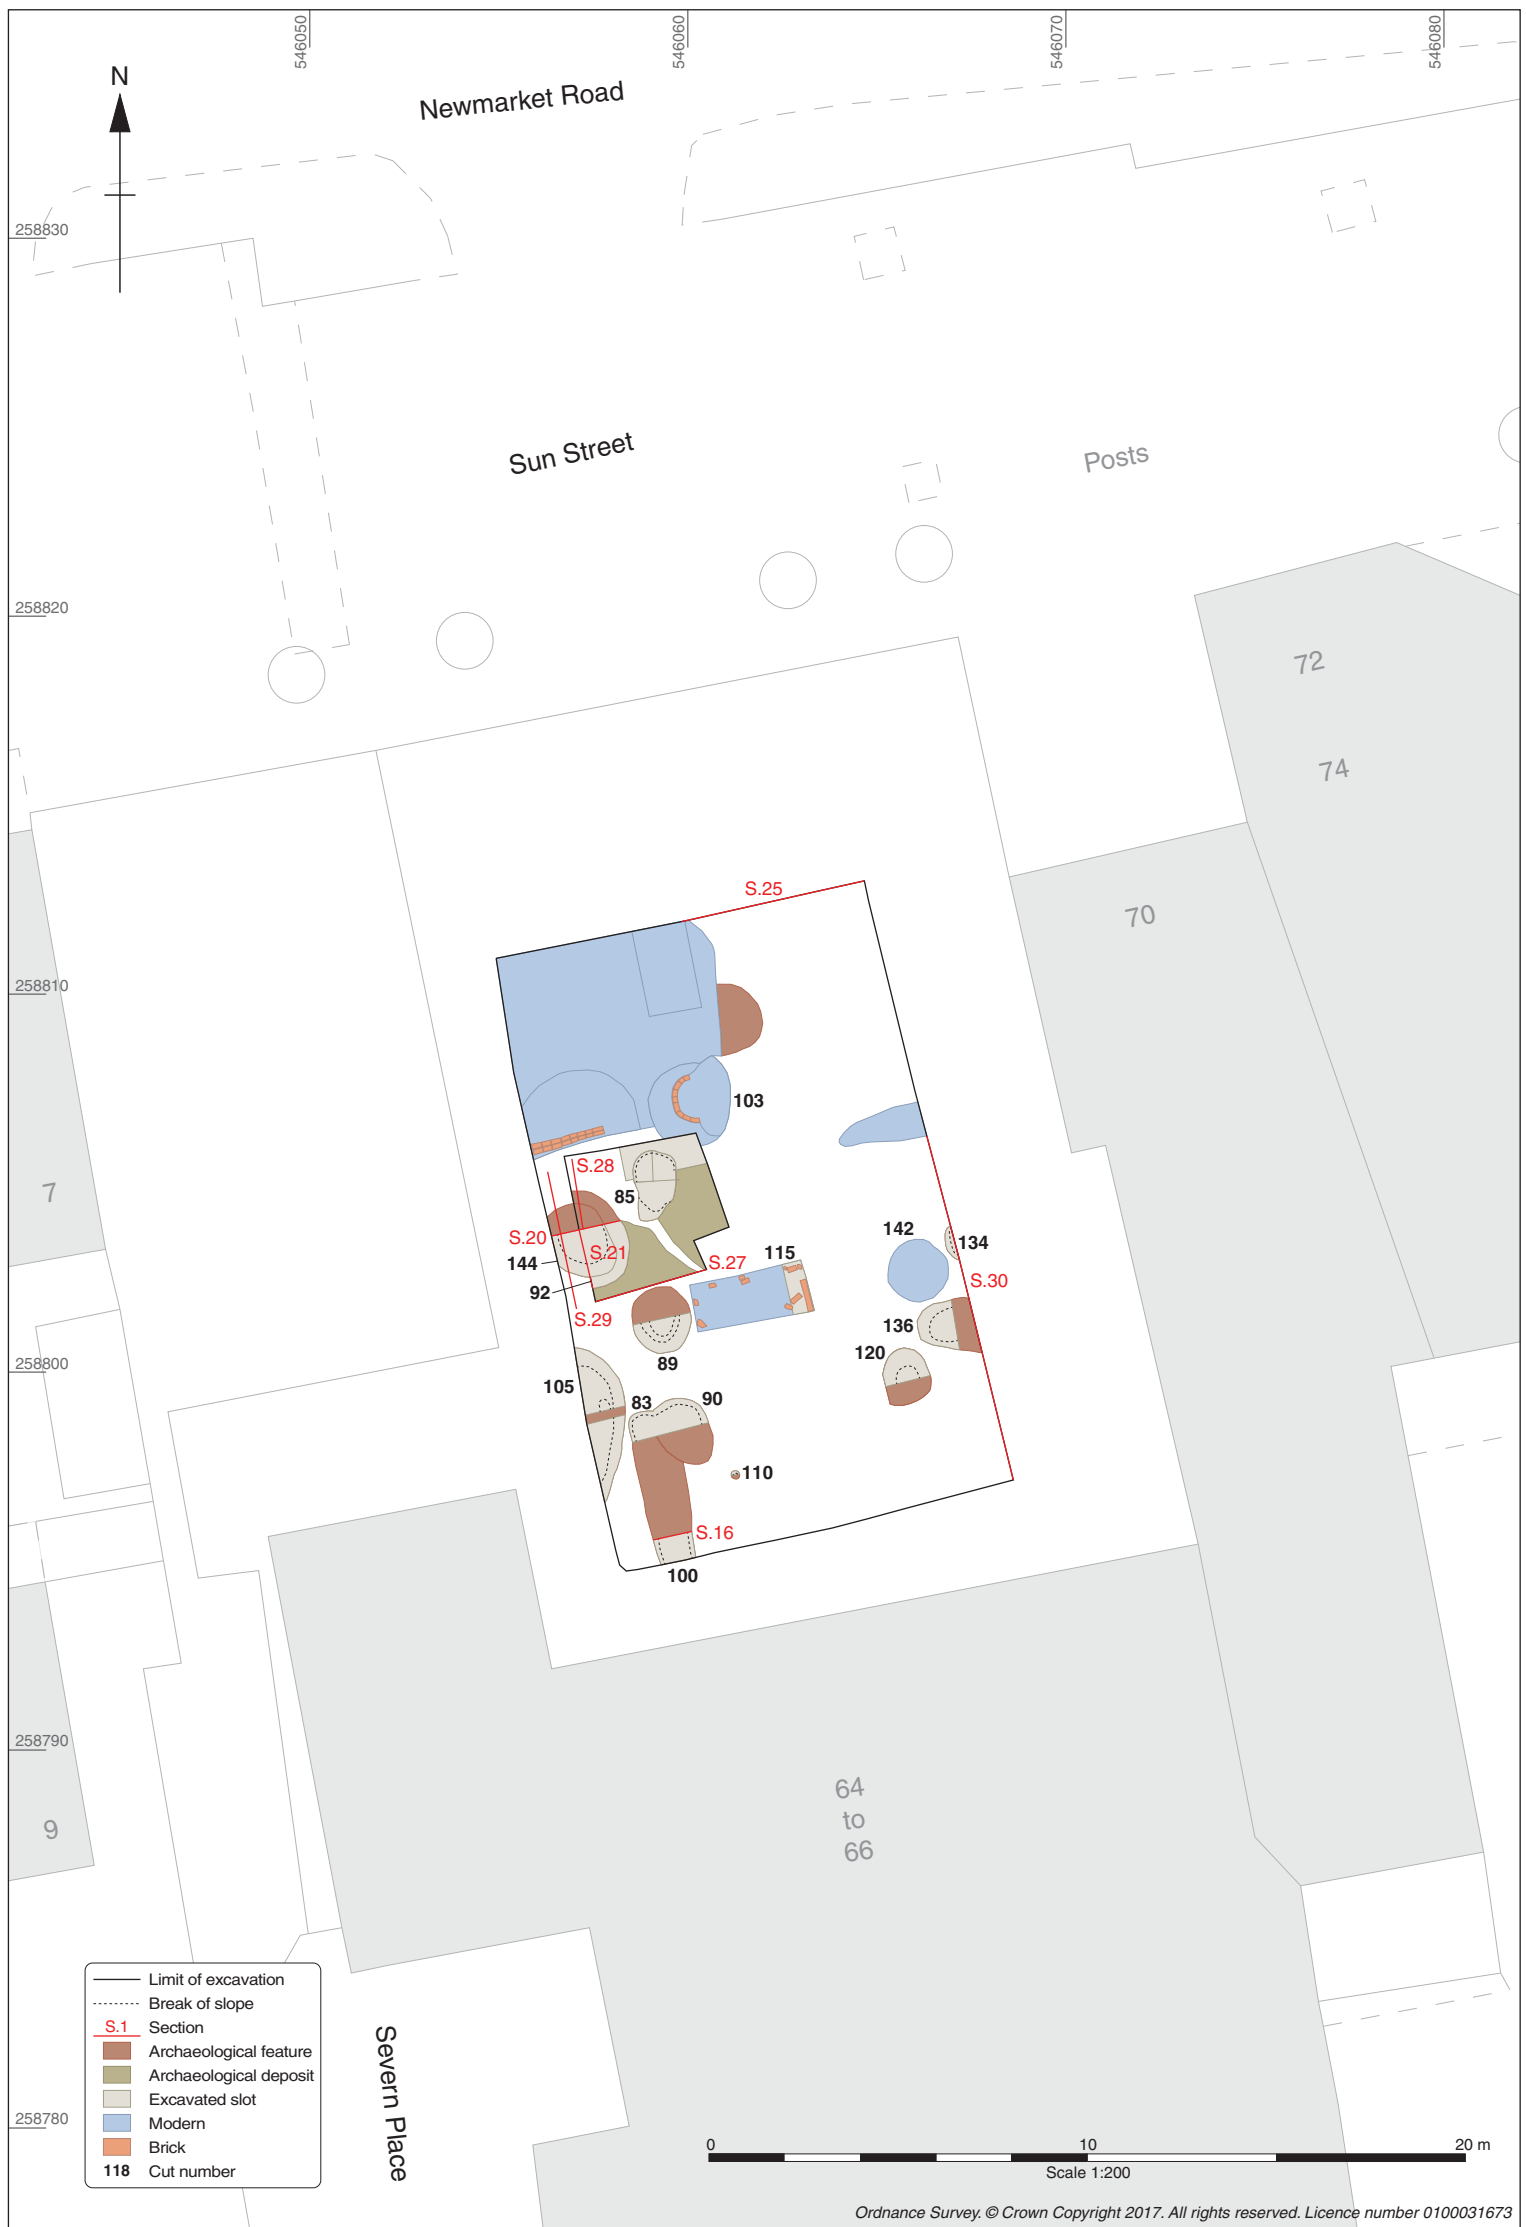 546050
546060
546070
546080
N
Newmarket Road
258830
Sun Street
Posts
258820
72
74
S.25
70
258810
103
S.28
7
85
S.20
S.21
142
134
144
S.27
115
92
S.30
S.29
136
89
120
258800
105
83
90
110
S.16
100
258790
64
to
66
9
Limit of excavation
Break of slope
S.1 Section
Archaeological feature
Archaeological deposit
Excavated slot
Modern
Brick
118 Cut number
258780
Severn Place
0 10 20 m
Scale 1:200
Ordnance Survey. © Crown Copyright 2017. All rights reserved. Licence number 0100031673